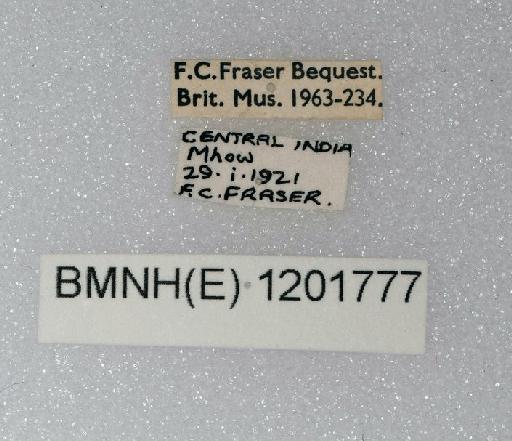 F.C.Fraser Bequest.
Brit. Mus. 1963-234.
CENTRAL INDIA
Mhow
29.i.1921
F.C.FRASER.
BMNH(E) 1201777